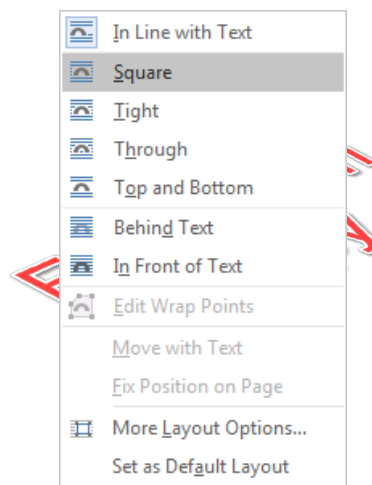 In Line with Text
Square
Tight
Through
Top and Bottom
Behind Text
In Front of Text
Edit Wrap Points
Move with Text
Fix Position on Page
More Layout Options...
Set as Default Layout